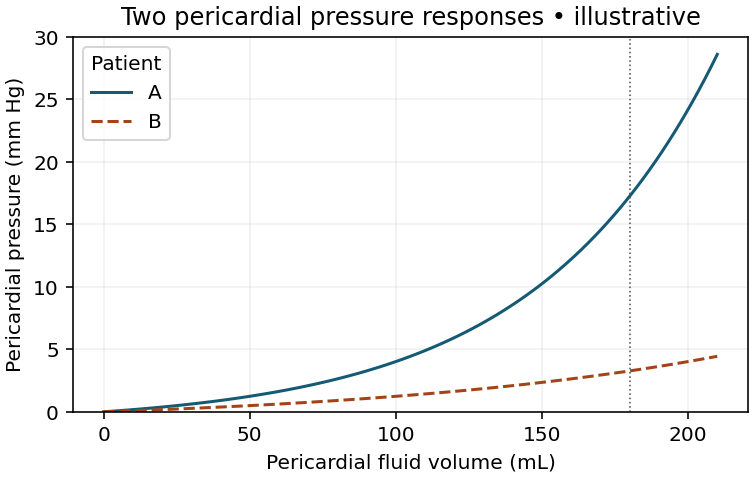 Two pericardial pressure responses • illustrative
Pericardial pressure (mm Hg)
30
25
20
15
10
5
0
Patient
A
B
0 50 100 150 200
Pericardial fluid volume (mL)